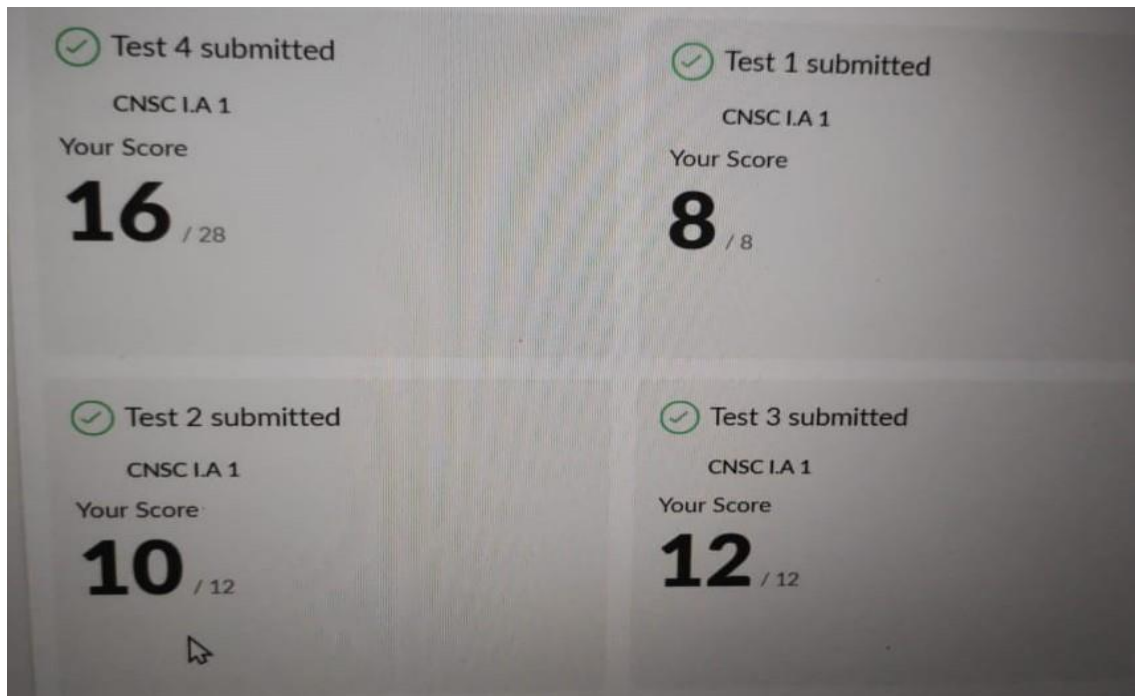 Test 4 submitted
CNSC I.A 1
Your Score
16 / 28
Test 1 submitted
CNSC I.A 1
Your Score
8 / 8
Test 2 submitted
CNSC I.A 1
Your Score
10 / 12
Test 3 submitted
CNSC I.A 1
Your Score
12 / 12